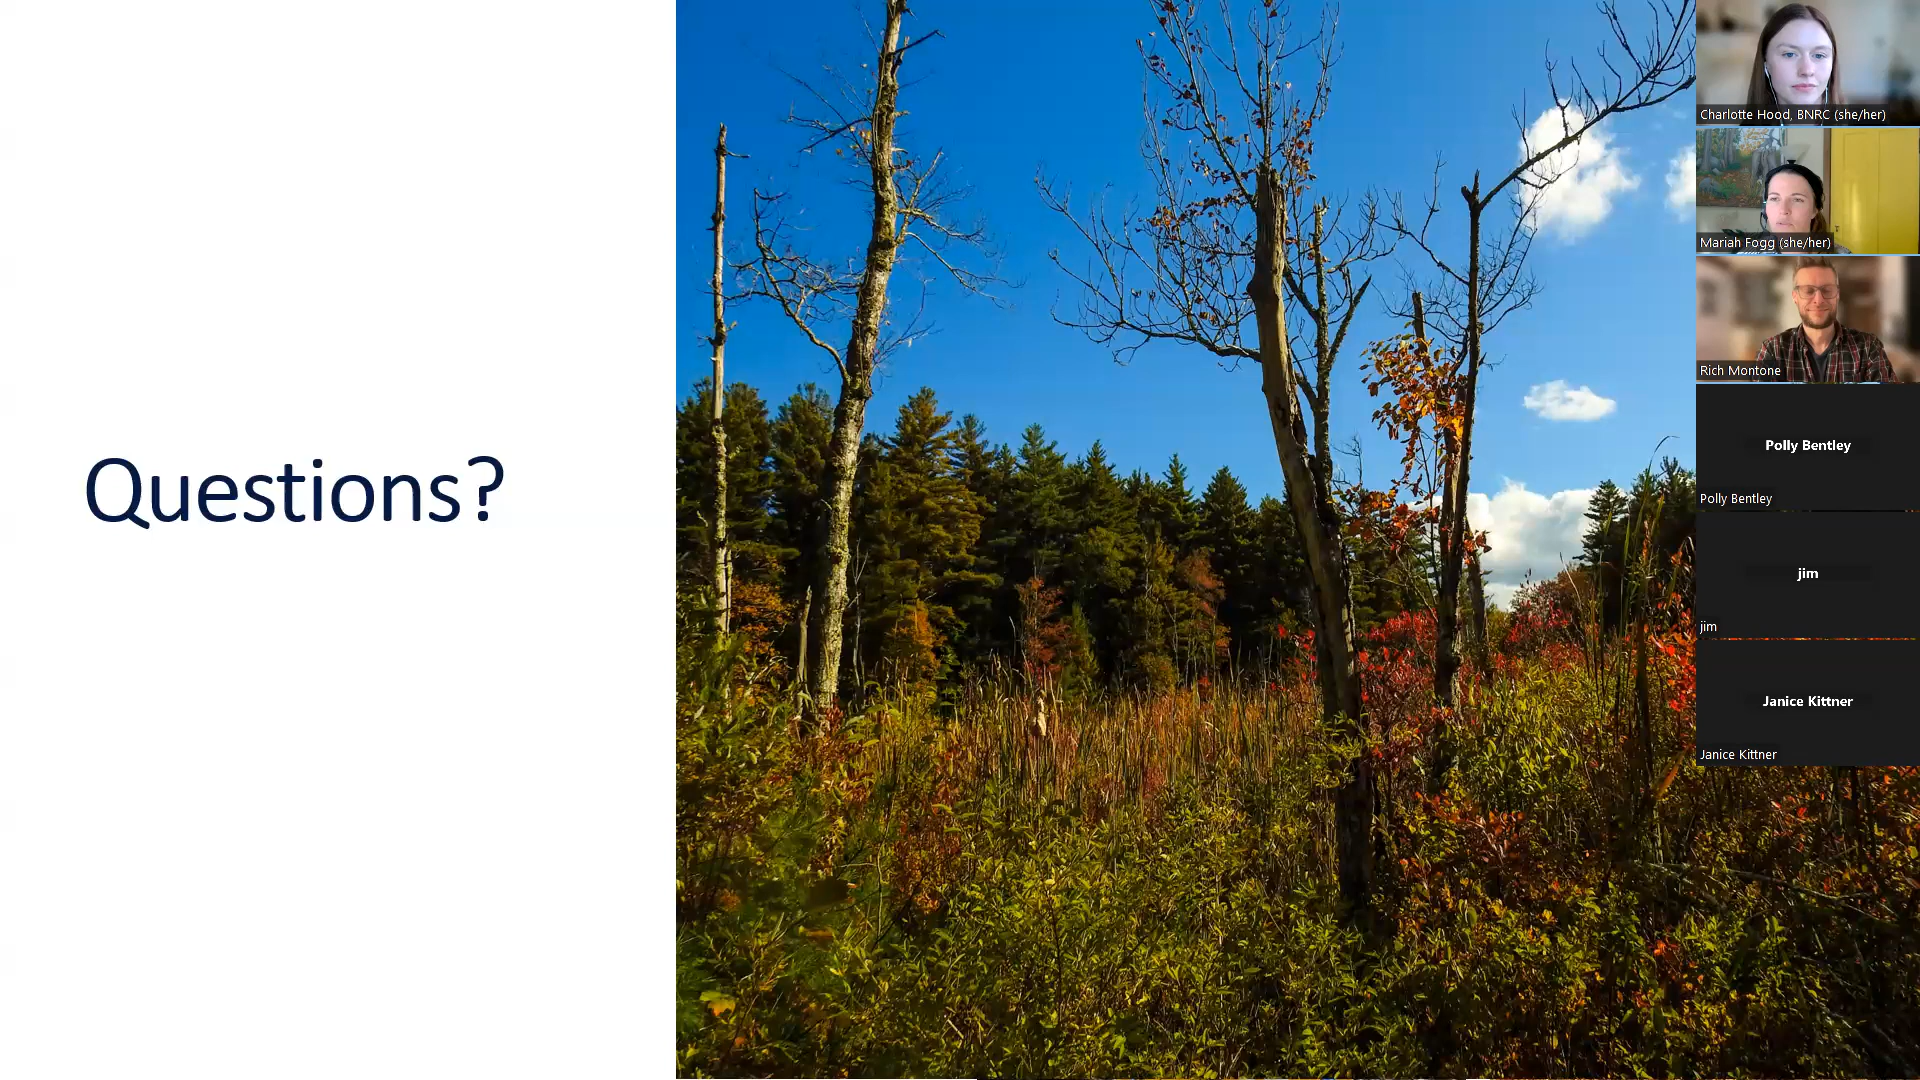 Questions?
Charlotte Hood, BNRC (she/her)
Mariah Fogg (she/her)
Rich Montone
Polly Bentley
Polly Bentley
jim
jim
Janice Kittner
Janice Kittner